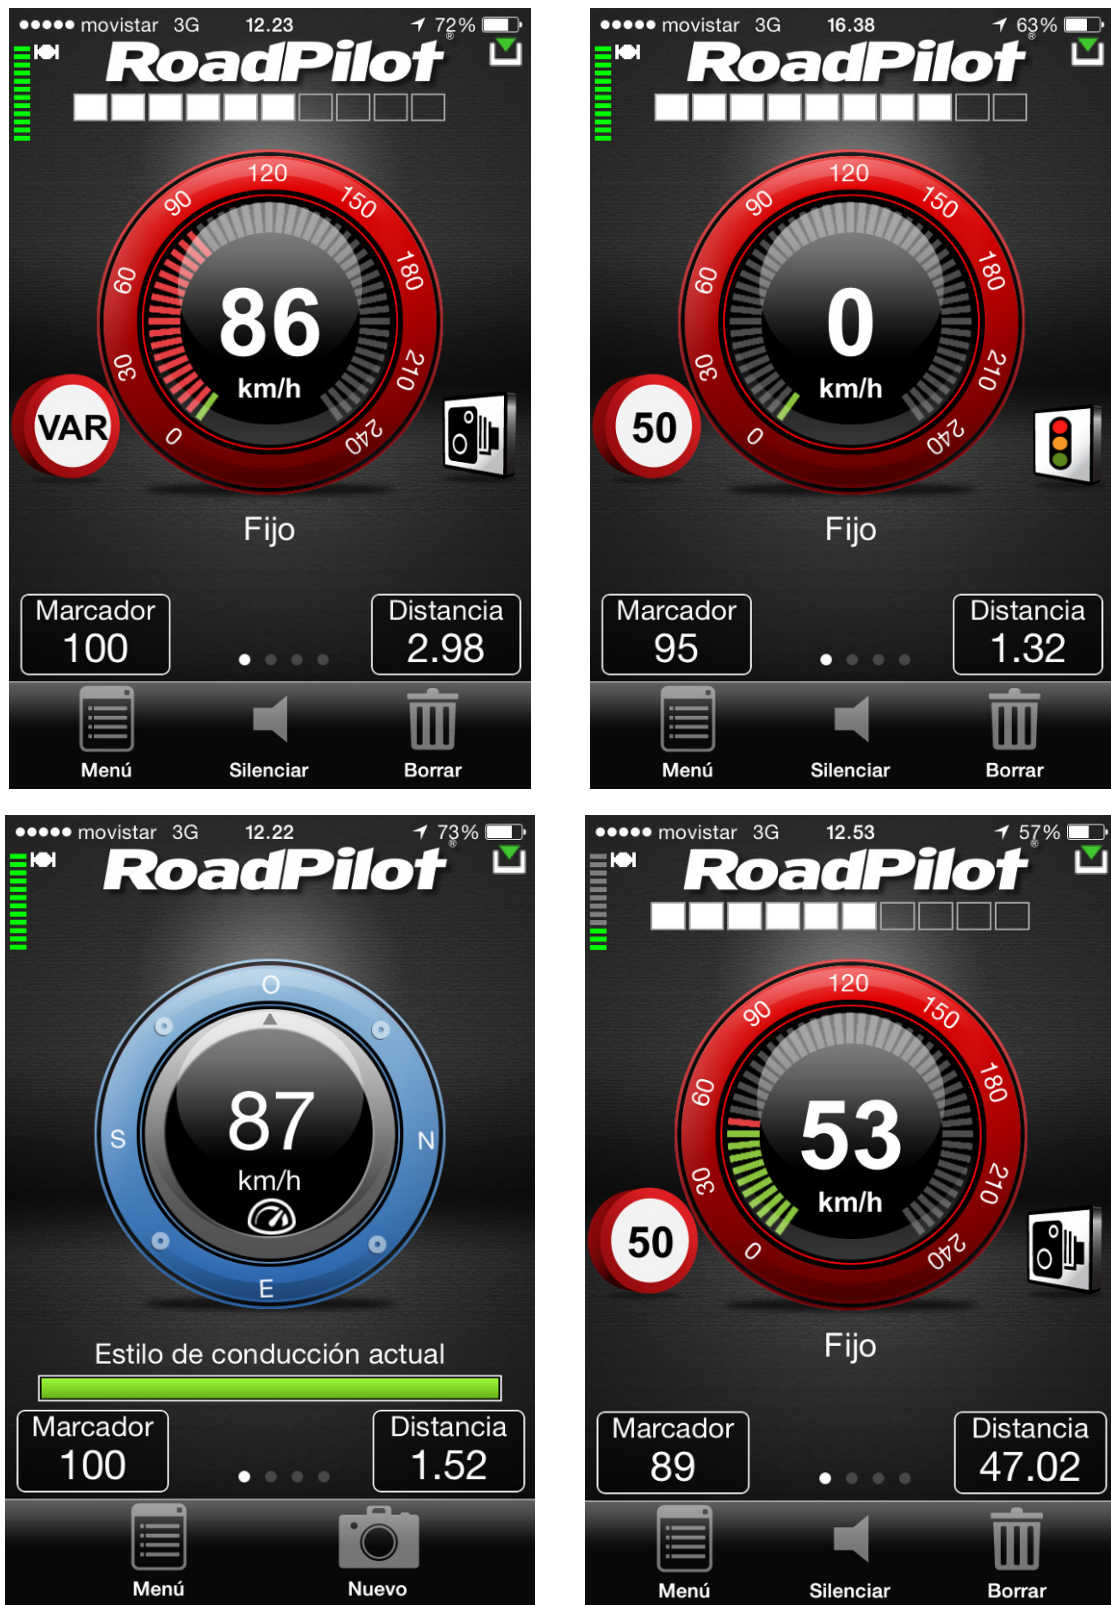 movistar 3G 12.23 72%
RoadPilot®
120
90 150
60 180
86
km/h
30 210
0 240
VAR
Fijo
Marcador Distancia
100 2.98
Menú Silenciar Borrar
movistar 3G 16.38 63%
RoadPilot®
120
90 150
60 180
0
km/h
30 210
0 240
50
Fijo
Marcador Distancia
95 1.32
Menú Silenciar Borrar
movistar 3G 12.22 73%
RoadPilot®
O
87
S N
km/h
E
Estilo de conducción actual
Marcador Distancia
100 1.52
Menú Nuevo
movistar 3G 12.53 57%
RoadPilot®
120
90 150
60 180
53
km/h
30 210
0 240
50
Fijo
Marcador Distancia
89 47.02
Menú Silenciar Borrar